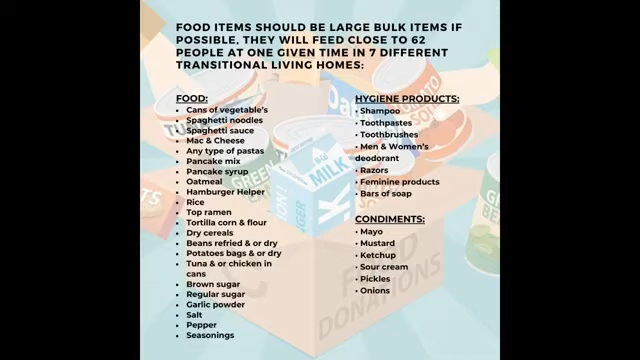 FOOD ITEMS SHOULD BE LARGE BULK ITEMS IF
POSSIBLE, THEY WILL FEED CLOSE TO 62
PEOPLE AT ONE GIVEN TIME IN 7 DIFFERENT
TRANSITIONAL LIVING HOMES:
FOOD:
• Cans of vegetable's
• Spaghetti noodles
• Spaghetti sauce
• Mac & Cheese
• Any type of pastas
• Pancake mix
• Pancake syrup
• Oatmeal
• Hamburger Helper
• Rice
• Top ramen
• Tortilla corn & flour
• Dry cereals
• Beans refried & or dry
• Potatoes bags & or dry
• Tuna & or chicken in
cans
• Brown sugar
• Regular sugar
• Garlic powder
• Salt
• Pepper
• Seasonings
HYGIENE PRODUCTS:
• Shampoo
• Toothpastes
• Toothbrushes
• Men & Women's
deodorant
• Razors
• Feminine products
• Bars of soap
CONDIMENTS:
• Mayo
• Mustard
• Ketchup
• Sour cream
• Pickles
• Onions
MILK
FOOD
DONATIONS